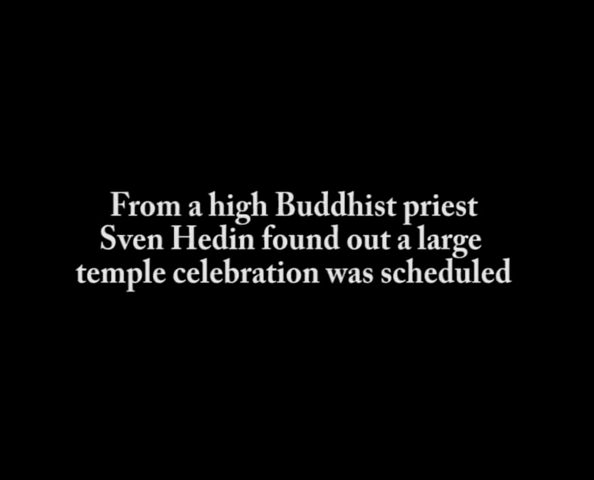 From a high Buddhist priest
Sven Hedin found out a large
temple celebration was scheduled